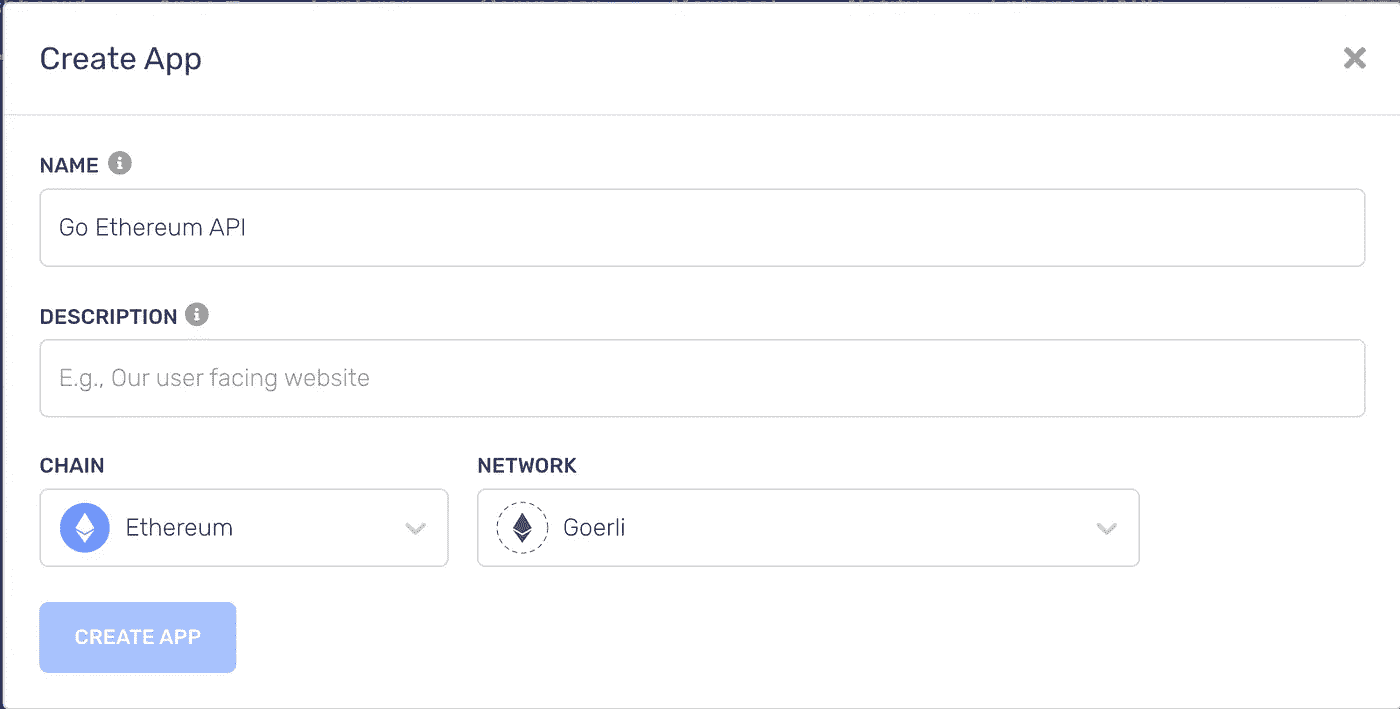 Create App
NAME
Go Ethereum API
DESCRIPTION
E.g., Our user facing website
CHAIN
NETWORK
Ethereum
Goerli
CREATE APP